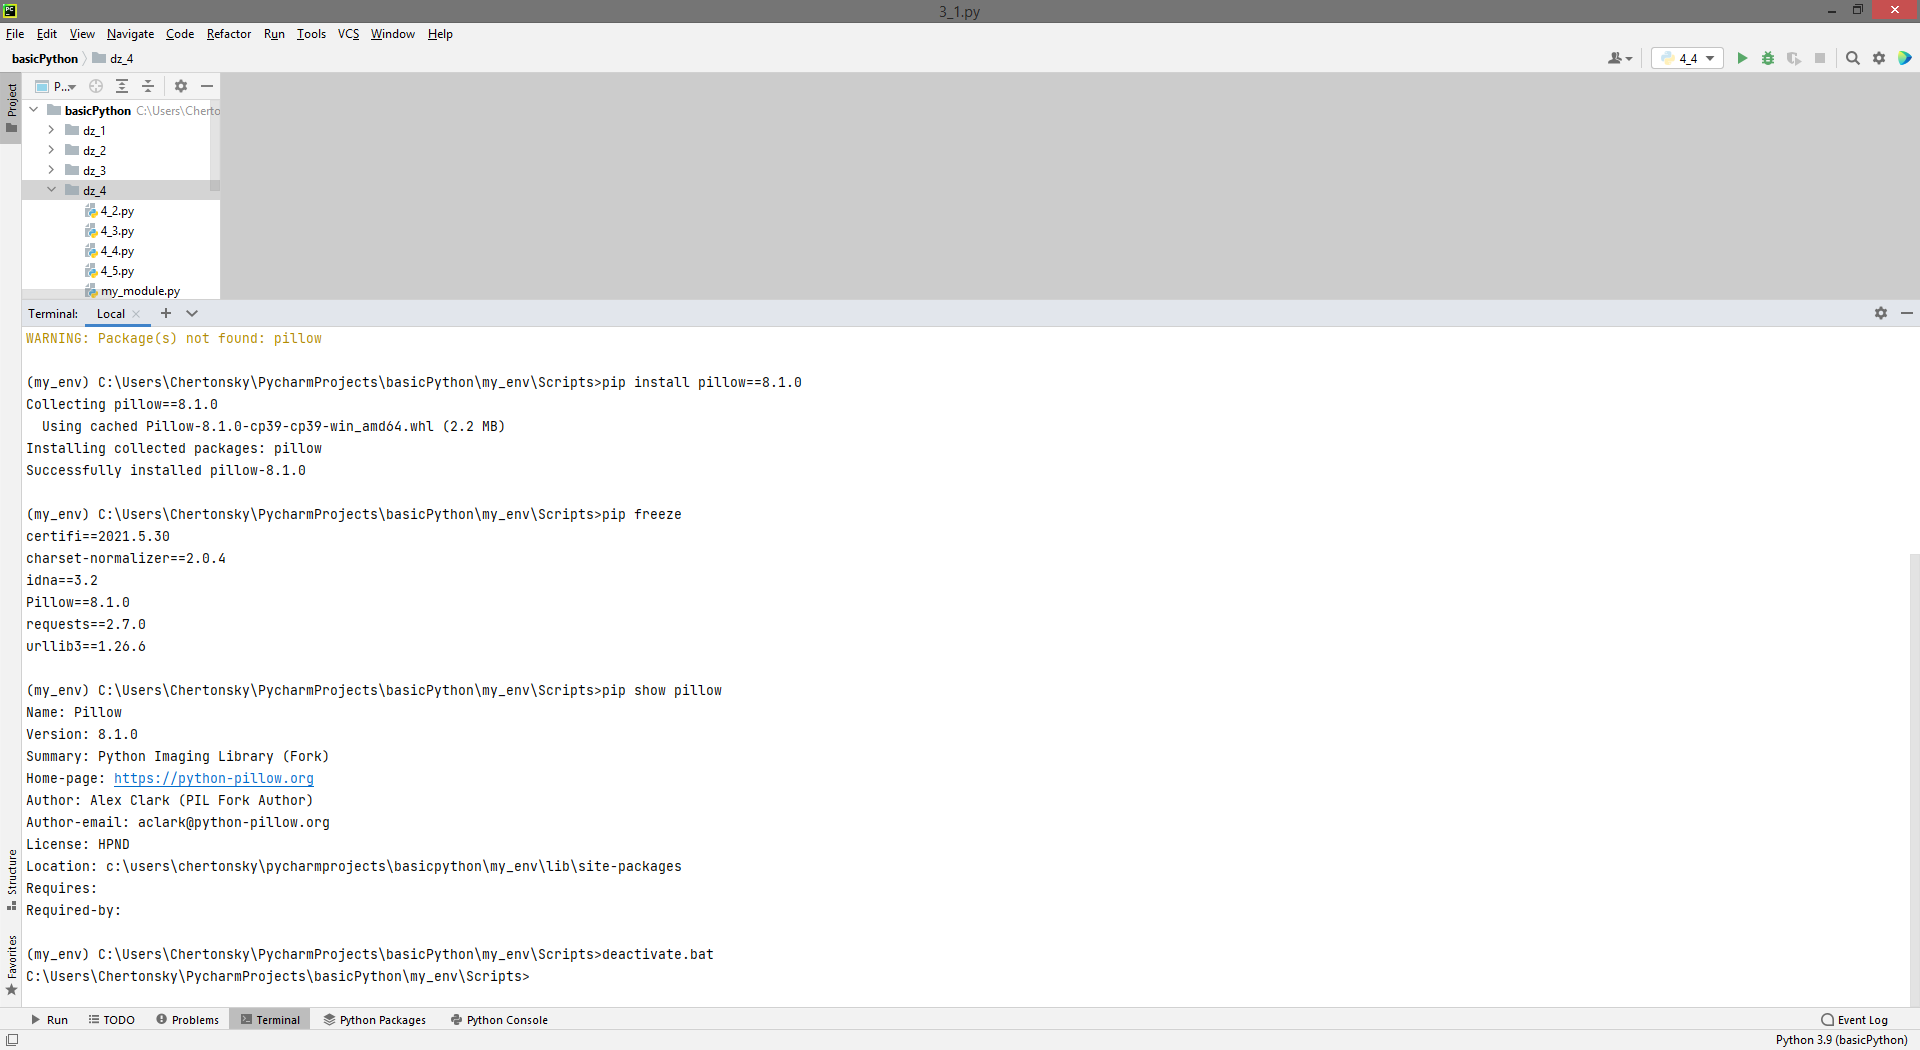 PC
3_1.py
File Edit View Navigate Code Refactor Run Tools VCS Window Help
basicPython dz_4
4_4
Project
P...
basicPython C:\Users\Cherto
dz_1
dz_2
dz_3
dz_4
4_2.py
4_3.py
4_4.py
4_5.py
my_module.py
Terminal: Local
WARNING: Package(s) not found: pillow
(my_env) C:\Users\Chertonsky\PycharmProjects\basicPython\my_env\Scripts>pip install pillow==8.1.0
Collecting pillow==8.1.0
Using cached Pillow-8.1.0-cp39-cp39-win_amd64.whl (2.2 MB)
Installing collected packages: pillow
Successfully installed pillow-8.1.0
(my_env) C:\Users\Chertonsky\PycharmProjects\basicPython\my_env\Scripts>pip freeze
certifi==2021.5.30
charset-normalizer==2.0.4
idna==3.2
Pillow==8.1.0
requests==2.7.0
urllib3==1.26.6
(my_env) C:\Users\Chertonsky\PycharmProjects\basicPython\my_env\Scripts>pip show pillow
Name: Pillow
Version: 8.1.0
Summary: Python Imaging Library (Fork)
Home-page: https://python-pillow.org
Author: Alex Clark (PIL Fork Author)
Author-email: aclark@python-pillow.org
License: HPND
Location: c:\users\chertonsky\pycharmprojects\basicpython\my_env\lib\site-packages
Requires:
Required-by:
(my_env) C:\Users\Chertonsky\PycharmProjects\basicPython\my_env\Scripts>deactivate.bat
C:\Users\Chertonsky\PycharmProjects\basicPython\my_env\Scripts>
Structure
Favorites
Run TODO Problems Terminal Python Packages Python Console Event Log
Python 3.9 (basicPython)